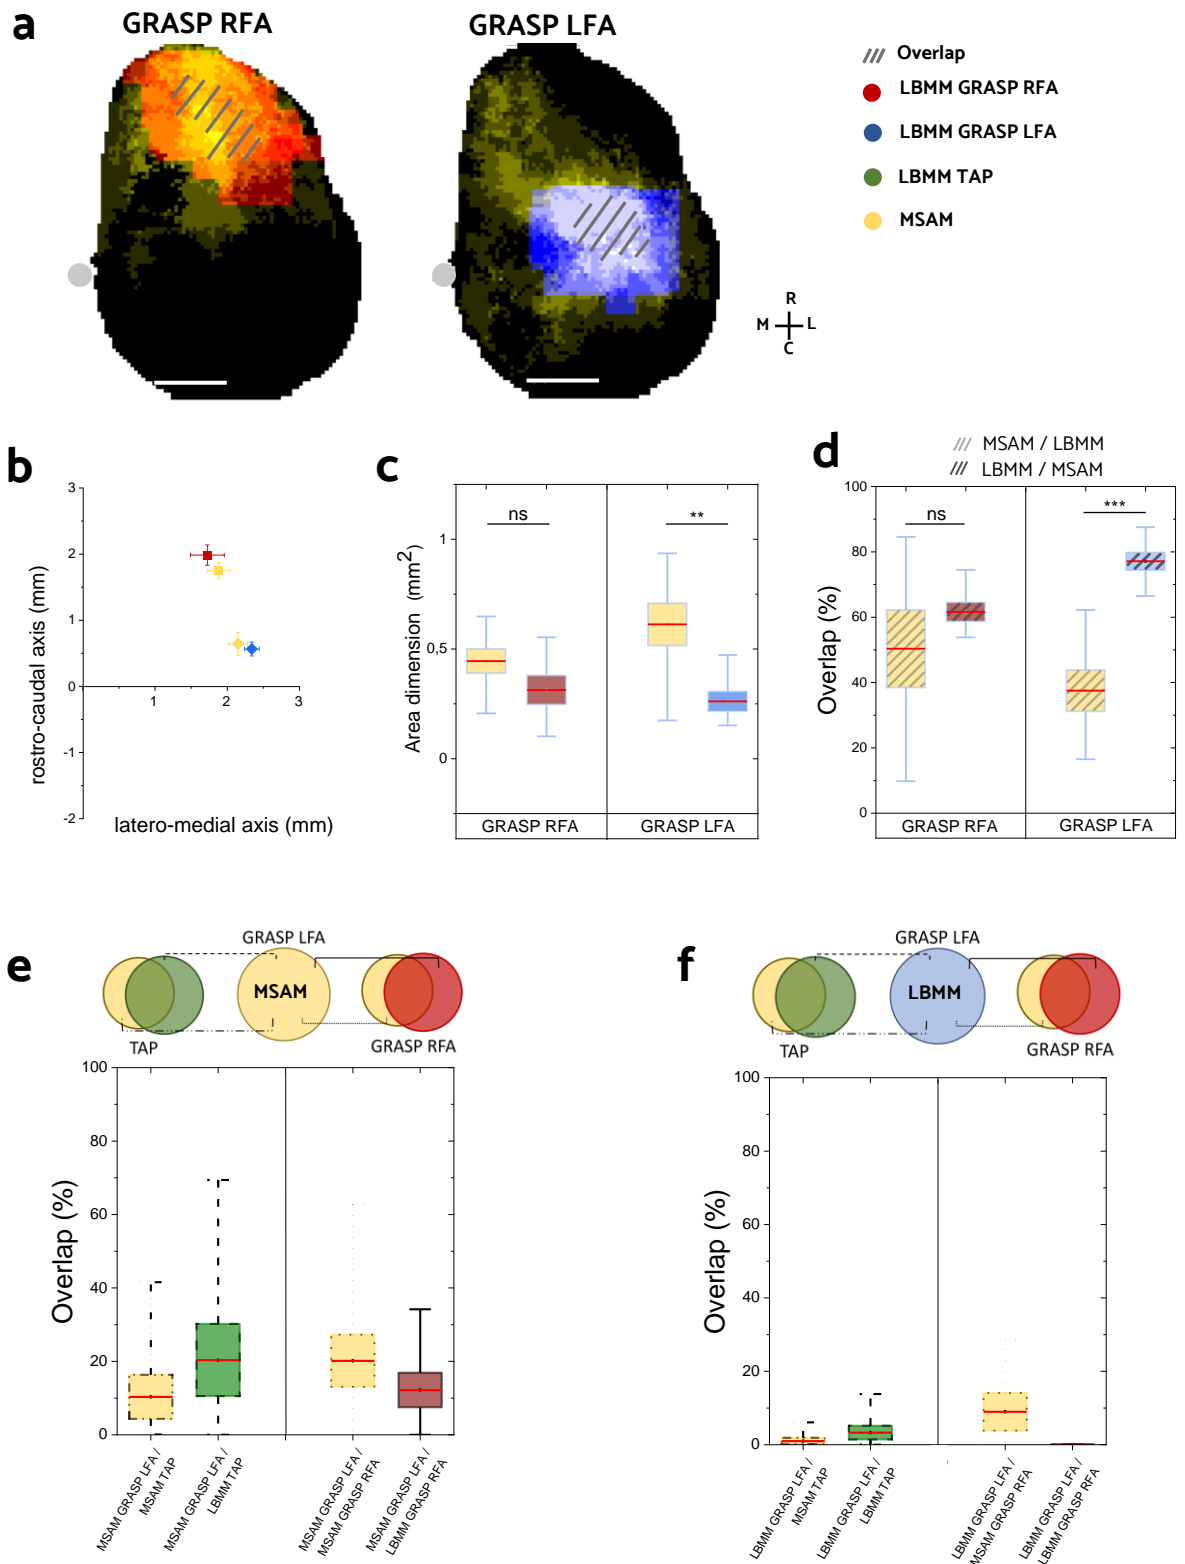 a
GRASP RFA
GRASP LFA
Overlap
LBMM GRASP RFA
LBMM GRASP LFA
LBMM TAP
MSAM
R
M L
C
b
3
2
1
0
-1
-2
1 2 3
rostro-caudal axis (mm)
latero-medial axis (mm)
c
ns
**
1
0,5
0
Area dimension (mm²)
GRASP RFA
GRASP LFA
d
MSAM / LBMM
LBMM / MSAM
100
80
60
40
20
0
ns
***
Overlap (%)
GRASP RFA
GRASP LFA
e
GRASP LFA
MSAM
TAP
GRASP RFA
100
80
60
40
20
0
Overlap (%)
MSAM GRASP LFA /
MSAM TAP
MSAM GRASP LFA /
LBMM TAP
MSAM GRASP LFA /
MSAM GRASP RFA
MSAM GRASP LFA /
LBMM GRASP RFA
f
GRASP LFA
LBMM
TAP
GRASP RFA
100
80
60
40
20
0
Overlap (%)
LBMM GRASP LFA /
MSAM TAP
LBMM GRASP LFA /
LBMM TAP
LBMM GRASP LFA /
MSAM GRASP RFA
LBMM GRASP LFA /
LBMM GRASP RFA